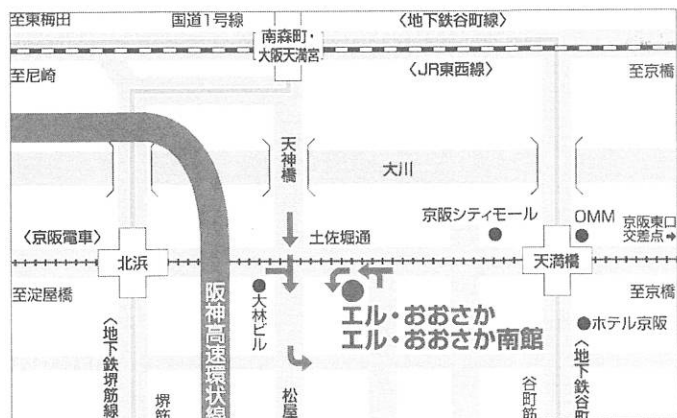 至東梅田
国道1号線
〈地下鉄谷町線〉
南森町・
大阪天満宮
至尼崎
〈JR東西線〉
至京橋
天神橋
大川
京阪シティモール
OMM
京阪東口
交差点→
〈京阪電車〉
土佐堀通
北浜
天満橋
至淀屋橋
大林ビル
至京橋
阪神高速環状線
エル・おおさか
エル・おおさか南館
ホテル京阪
〈地下鉄堺筋線
堺筋
松屋
谷町筋
〈地下鉄谷町